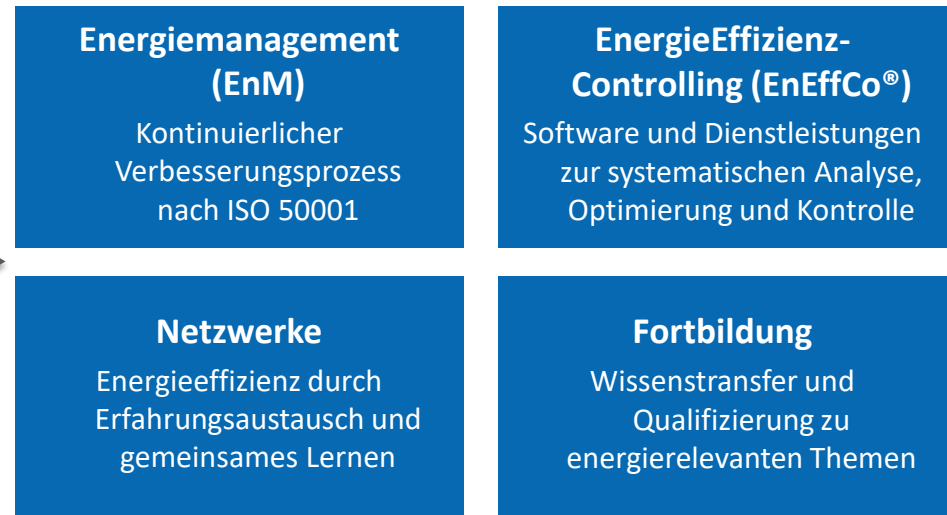 Energiemanagement
(EnM)
Kontinuierlicher
Verbesserungsprozess
nach ISO 50001
EnergieEffizienz-
Controlling (EnEffCo®)
Software und Dienstleistungen
zur systematischen Analyse,
Optimierung und Kontrolle
Netzwerke
Energieeffizienz durch
Erfahrungsaustausch und
gemeinsames Lernen
Fortbildung
Wissenstransfer und
Qualifizierung zu
energierelevanten Themen